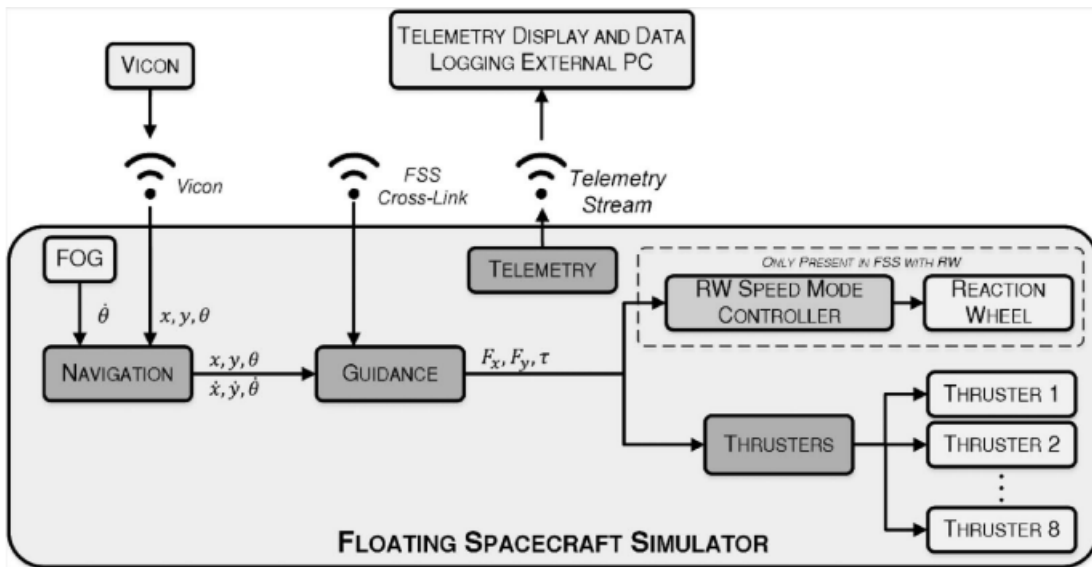 VICON
TELEMETRY DISPLAY AND DATA
LOGGING EXTERNAL PC
Vicon
FSS
Cross-Link
Telemetry
Stream
FOG
TELEMETRY
ONLY PRESENT IN FSS WITH RW
RW SPEED MODE
CONTROLLER
REACTION
WHEEL
θ̇
x, y, θ
NAVIGATION
x, y, θ
ẋ, ẏ, θ̇
GUIDANCE
Fₓ, Fᵧ, τ
THRUSTERS
THRUSTER 1
THRUSTER 2
⋮
THRUSTER 8
FLOATING SPACECRAFT SIMULATOR